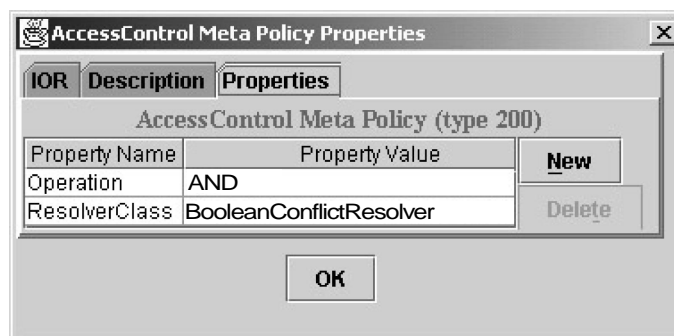 AccessControl Meta Policy Properties
IOR Description Properties
AccessControl Meta Policy (type 200)
Property Name Property Value New
Operation AND
ResolverClass BooleanConflictResolver Delete
OK